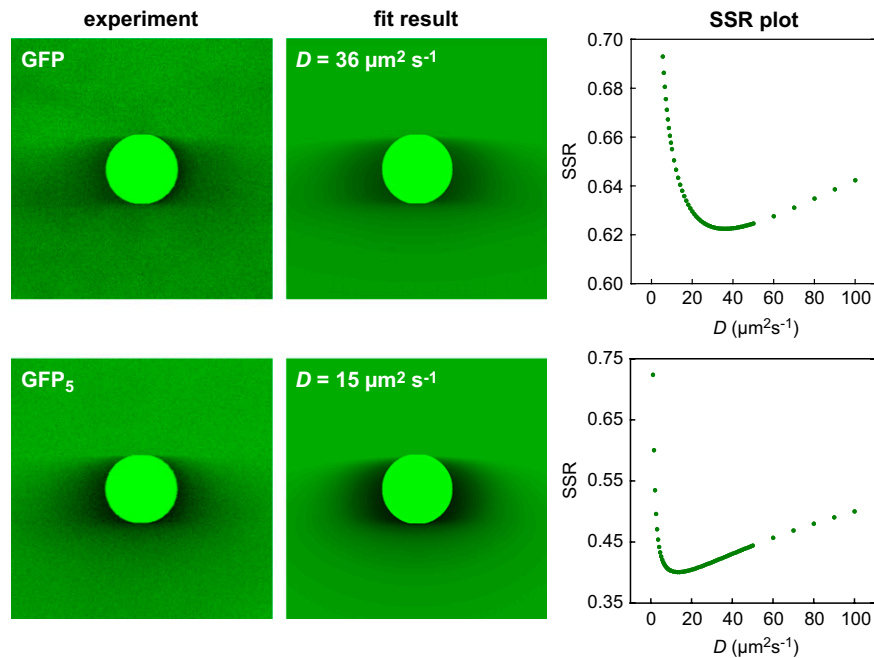 experiment fit result SSR plot
GFP
D = 36 µm² s⁻¹
0.70
0.68
0.66
0.64
0.62
0.60
SSR
0 20 40 60 80 100
D (µm²s⁻¹)
GFP₅
D = 15 µm² s⁻¹
0.75
0.65
0.55
0.45
0.35
SSR
0 20 40 60 80 100
D (µm²s⁻¹)